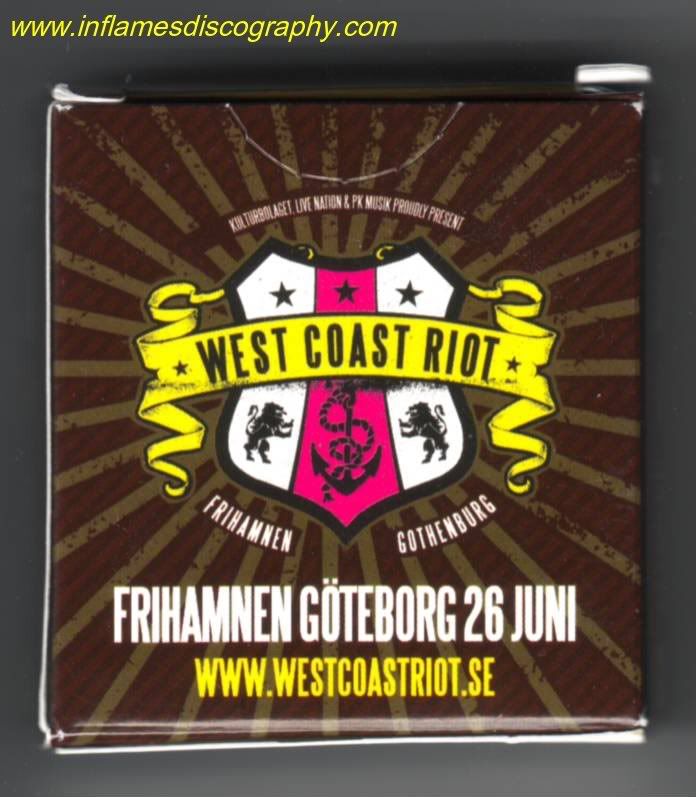 www.inflamesdiscography.com
KULTURBOLAGET, LIVE NATION & PK MUSIK PROUDLY PRESENT
WEST COAST RIOT
FRIHAMNEN GOTHENBURG
FRIHAMNEN GÖTEBORG 26 JUNI
WWW.WESTCOASTRIOT.SE